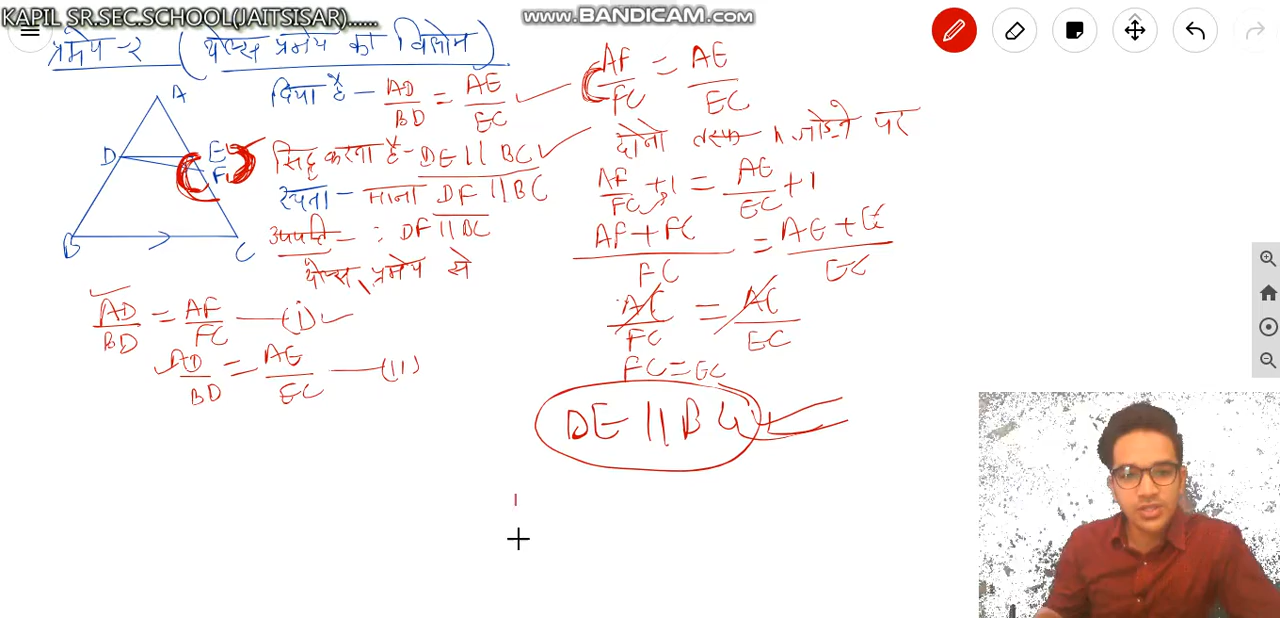 KAPIL SR.SEC.SCHOOL(JAITSISAR)......
www.BANDICAM.com
प्रमेय-2 (थेल्स प्रमेय का विलोम)
A
D
E
F
B
C
दिया है - AD/BD = AE/EC
सिद्ध करना है - DE || BC
रचना - माना DF || BC
उपपत्ति - ∵ DF || BC
थेल्स प्रमेय से
AD/BD = AF/FC —(i)
AD/BD = AE/EC —(ii)
AF/FC = AE/EC
दोनो तरफ 1 जोड़ने पर
AF/FC + 1 = AE/EC + 1
AF + FC/FC = AE + EC/EC
AC/FC = AC/EC
FC = EC
DE || BC